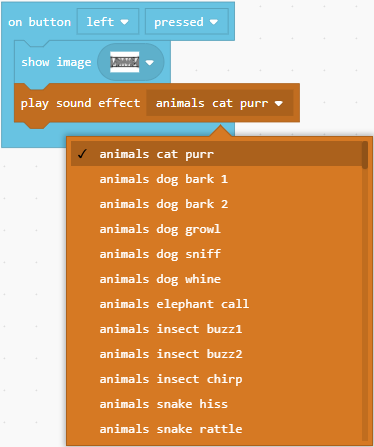 on button left pressed
show image
play sound effect animals cat purr
✓ animals cat purr
animals dog bark 1
animals dog bark 2
animals dog growl
animals dog sniff
animals dog whine
animals elephant call
animals insect buzz1
animals insect buzz2
animals insect chirp
animals snake hiss
animals snake rattle